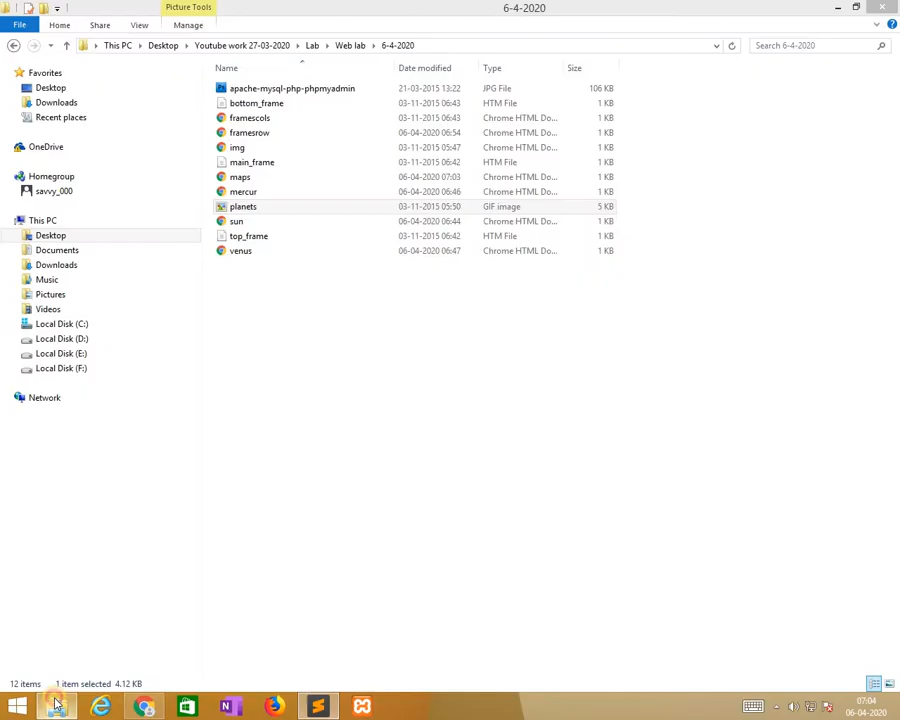 Picture Tools
6-4-2020
File Home Share View Manage
This PC Desktop Youtube work 27-03-2020 Lab Web lab 6-4-2020 Search 6-4-2020
Name Date modified Type Size
Favorites
Desktop
Downloads
Recent places
OneDrive
Homegroup
savvy_000
This PC
Desktop
Documents
Downloads
Music
Pictures
Videos
Local Disk (C:)
Local Disk (D:)
Local Disk (E:)
Local Disk (F:)
Network
apache-mysql-php-phpmyadmin 21-03-2015 13:22 JPG File 106 KB
bottom_frame 03-11-2015 06:43 HTM File 1 KB
framescols 03-11-2015 06:43 Chrome HTML Do... 1 KB
framesrow 06-04-2020 06:54 Chrome HTML Do... 1 KB
img 03-11-2015 05:47 Chrome HTML Do... 1 KB
main_frame 03-11-2015 06:42 HTM File 1 KB
maps 06-04-2020 07:03 Chrome HTML Do... 1 KB
mercur 06-04-2020 06:46 Chrome HTML Do... 1 KB
planets 03-11-2015 05:50 GIF image 5 KB
sun 06-04-2020 06:44 Chrome HTML Do... 1 KB
top_frame 03-11-2015 06:42 HTM File 1 KB
venus 06-04-2020 06:47 Chrome HTML Do... 1 KB
12 items 1 item selected 4.12 KB
07:04
06-04-2020